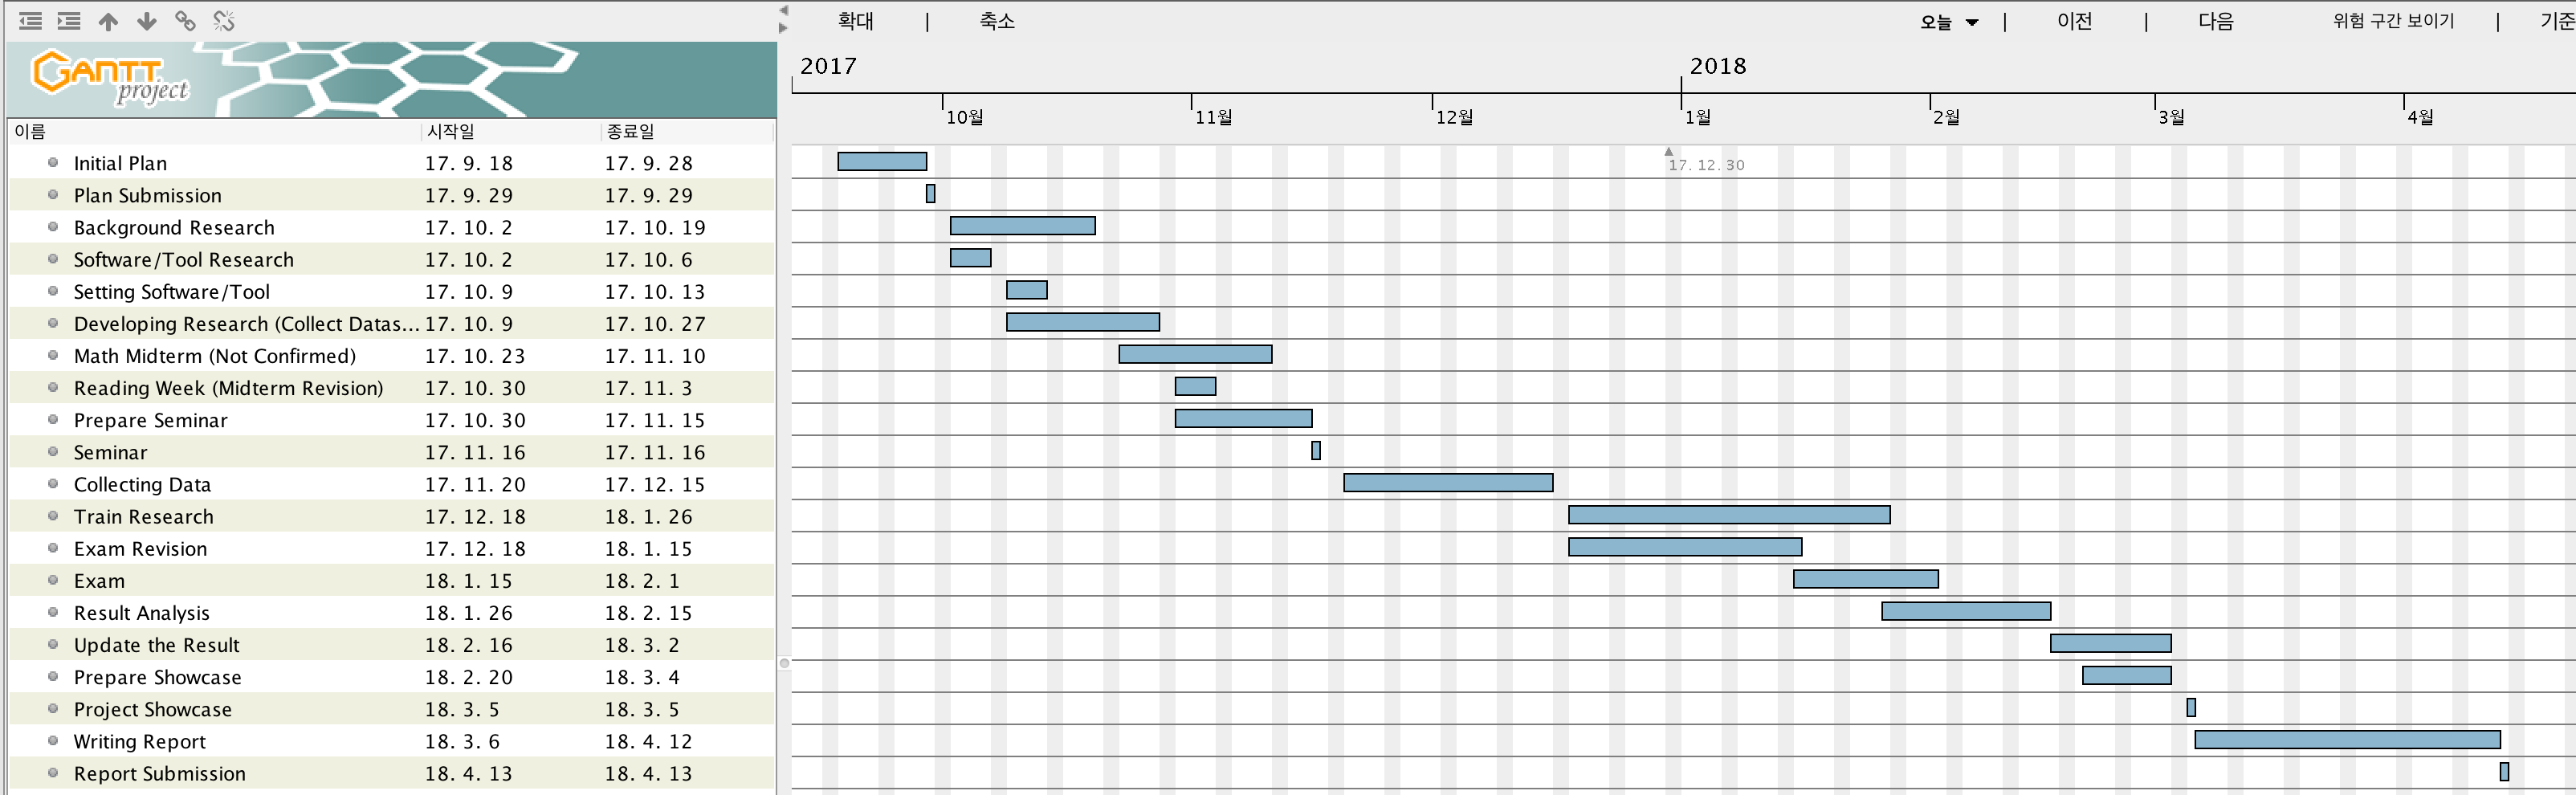 확대 | 축소 오늘 | 이전 | 다음 위험 구간 보이기 | 기준
GANTT
project
2017 2018
10월 11월 12월 1월 2월 3월 4월
이름 시작일 종료일
Initial Plan 17. 9. 18 17. 9. 28
17. 12. 30
Plan Submission 17. 9. 29 17. 9. 29
Background Research 17. 10. 2 17. 10. 19
Software/Tool Research 17. 10. 2 17. 10. 6
Setting Software/Tool 17. 10. 9 17. 10. 13
Developing Research (Collect Datas... 17. 10. 9 17. 10. 27
Math Midterm (Not Confirmed) 17. 10. 23 17. 11. 10
Reading Week (Midterm Revision) 17. 10. 30 17. 11. 3
Prepare Seminar 17. 10. 30 17. 11. 15
Seminar 17. 11. 16 17. 11. 16
Collecting Data 17. 11. 20 17. 12. 15
Train Research 17. 12. 18 18. 1. 26
Exam Revision 17. 12. 18 18. 1. 15
Exam 18. 1. 15 18. 2. 1
Result Analysis 18. 1. 26 18. 2. 15
Update the Result 18. 2. 16 18. 3. 2
Prepare Showcase 18. 2. 20 18. 3. 4
Project Showcase 18. 3. 5 18. 3. 5
Writing Report 18. 3. 6 18. 4. 12
Report Submission 18. 4. 13 18. 4. 13